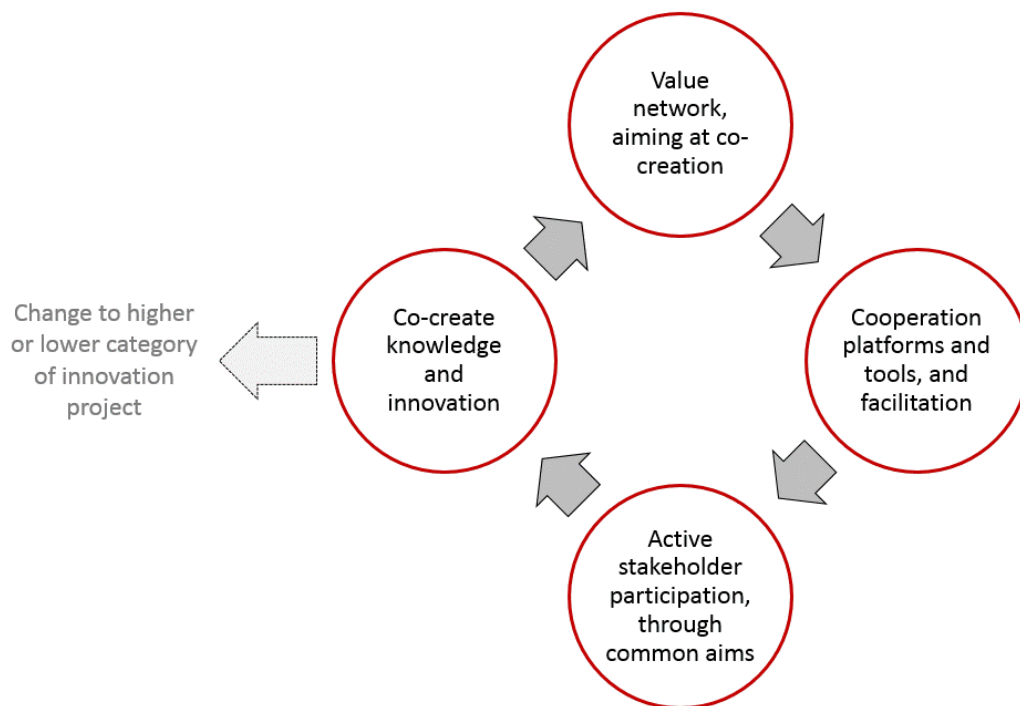 Value
network,
aiming at co-
creation
Change to higher
or lower category
of innovation
project
Co-create
knowledge
and
innovation
Cooperation
platforms and
tools, and
facilitation
Active
stakeholder
participation,
through
common aims